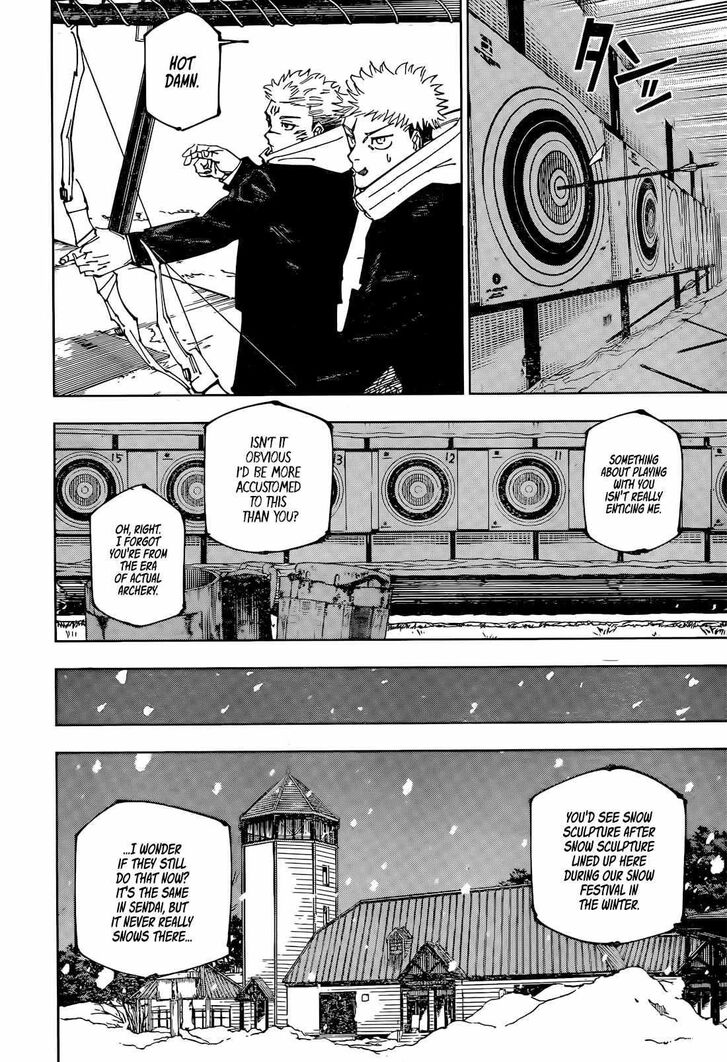 タンッ
HOT
DAMN.
SOMETHING
ABOUT PLAYING
WITH YOU
ISN'T REALLY
ENTICING ME.
11
12
13
15
ISN'T IT
OBVIOUS
I'D BE MORE
ACCUSTOMED
TO THIS
THAN YOU?
OH, RIGHT.
I FORGOT
YOU'RE FROM
THE ERA
OF ACTUAL
ARCHERY.
YOU'D SEE SNOW
SCULPTURE AFTER
SNOW SCULPTURE
LINED UP HERE
DURING OUR SNOW
FESTIVAL IN
THE WINTER.
...I WONDER
IF THEY STILL
DO THAT NOW?
IT'S THE SAME
IN SENDAI, BUT
IT NEVER REALLY
SNOWS THERE...